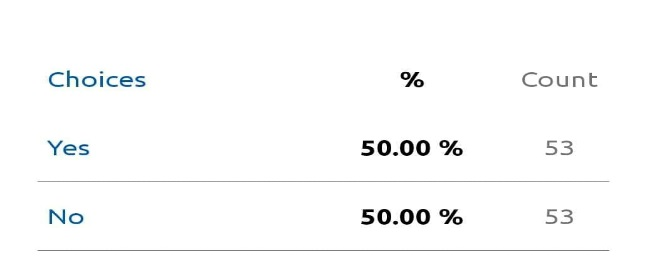 Choices % Count
Yes 50.00 % 53
No 50.00 % 53